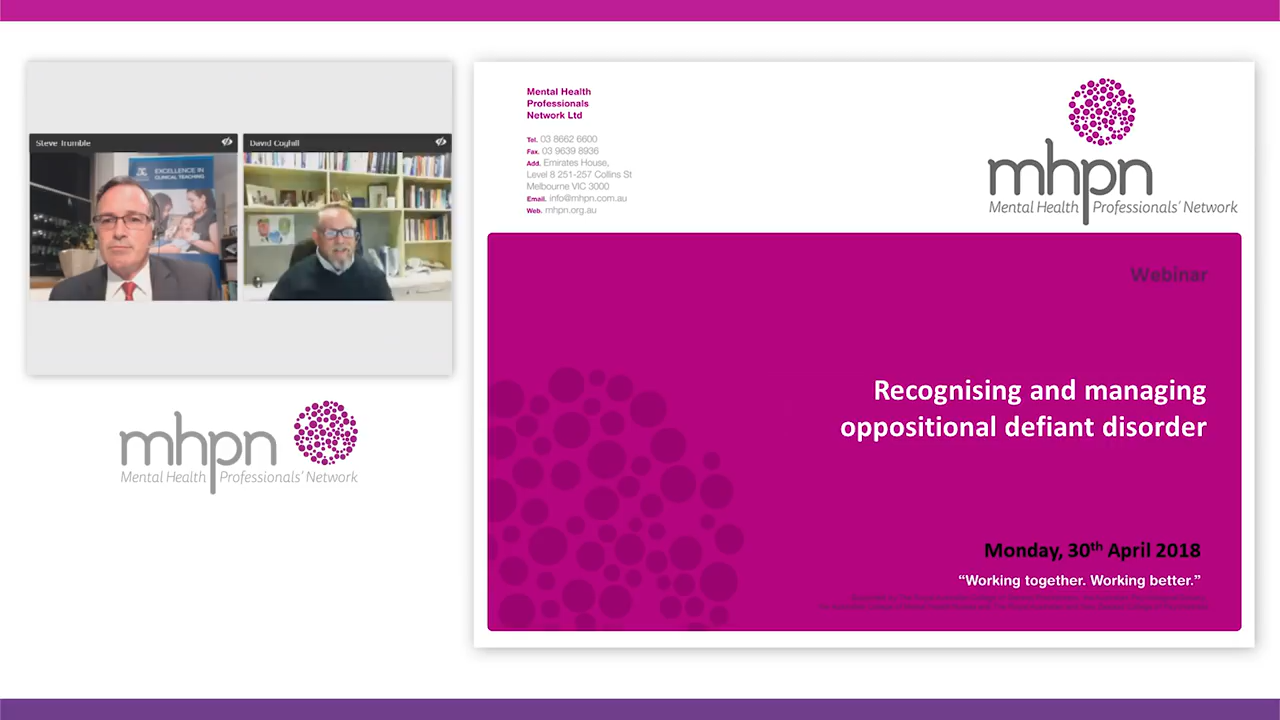 Steve Trumble
David Coghill
EXCELLENCE IN
CLINICAL TEACHING
mhpn
Mental Health Professionals' Network
Mental Health
Professionals
Network Ltd
Tel. 03 8662 6600
Fax. 03 9639 8936
Add. Emirates House,
Level 8 251-257 Collins St
Melbourne VIC 3000
Email. info@mhpn.com.au
Web. mhpn.org.au
mhpn
Mental Health Professionals' Network
Webinar
Recognising and managing
oppositional defiant disorder
Monday, 30th April 2018
“Working together. Working better.”